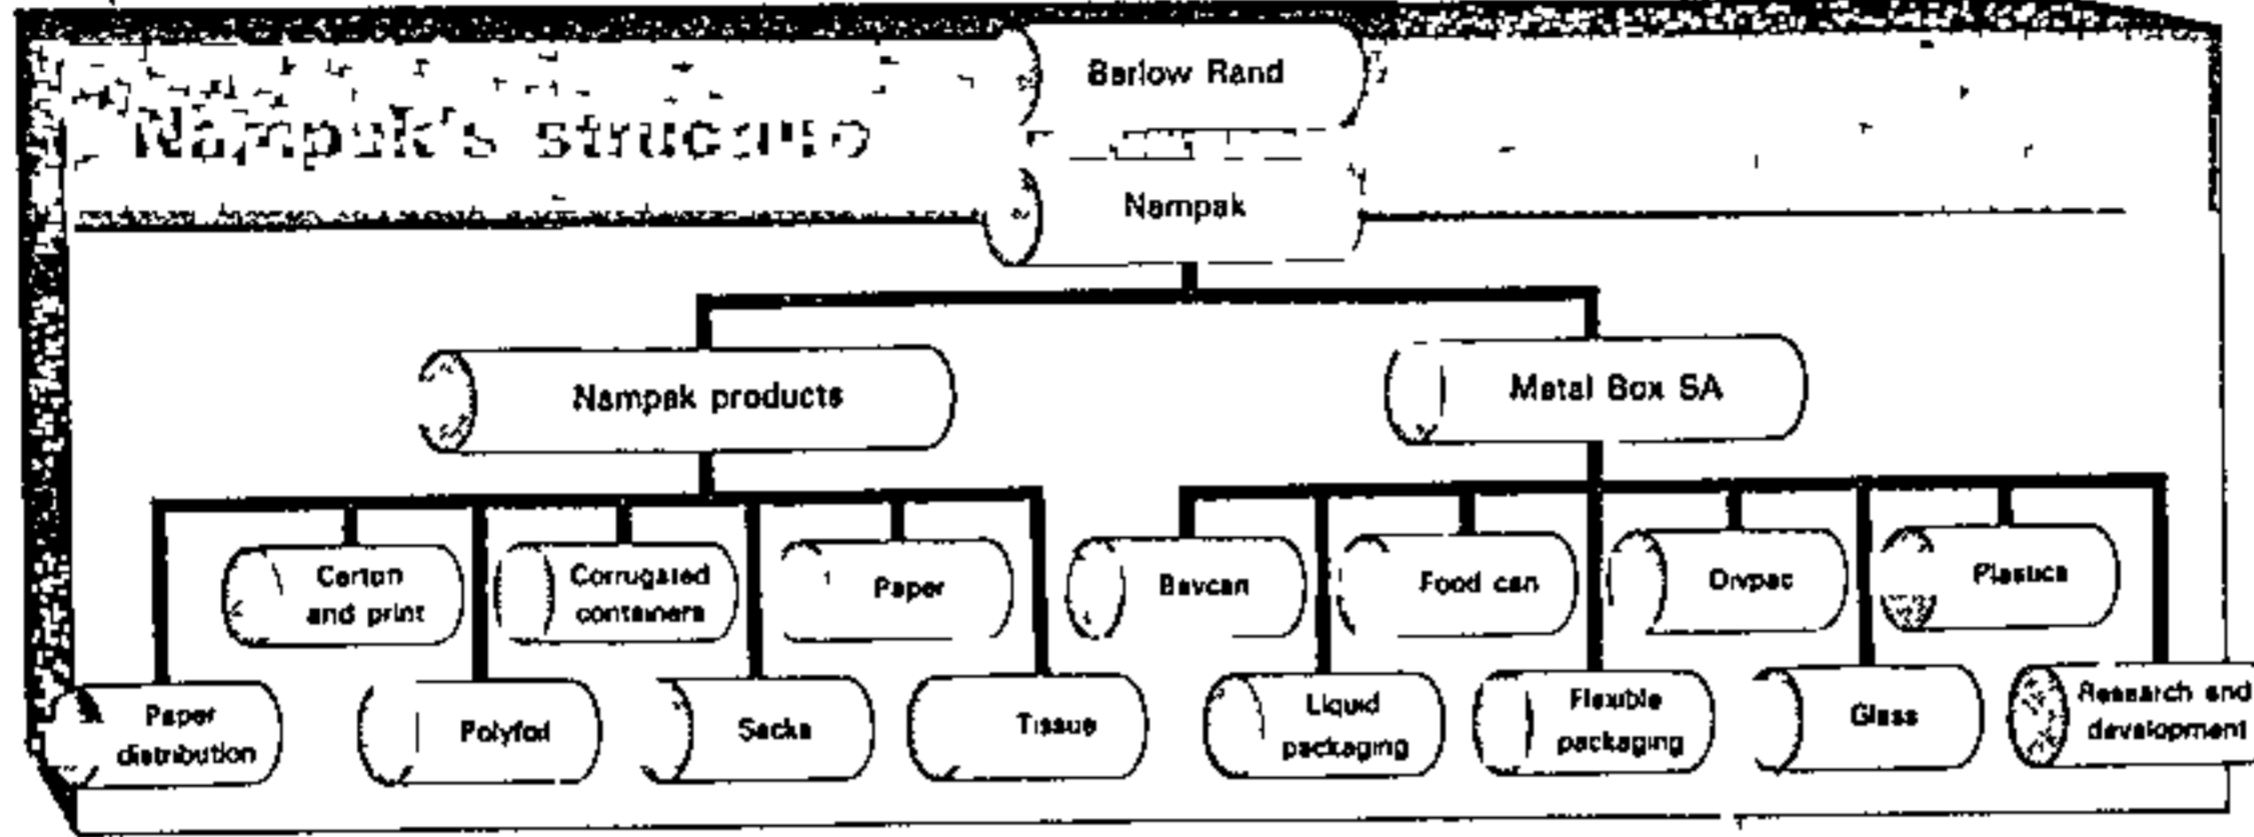 Nampak's structure
Barlow Rand
Nampak
Nampak products
Metal Box SA
Carton
and print
Corrugated
containers
Paper
Bevcan
Food can
Divpac
Plastics
Paper
distribution
Polyfoil
Sacks
Tissue
Liquid
packaging
Flexible
packaging
Glass
Research and
development